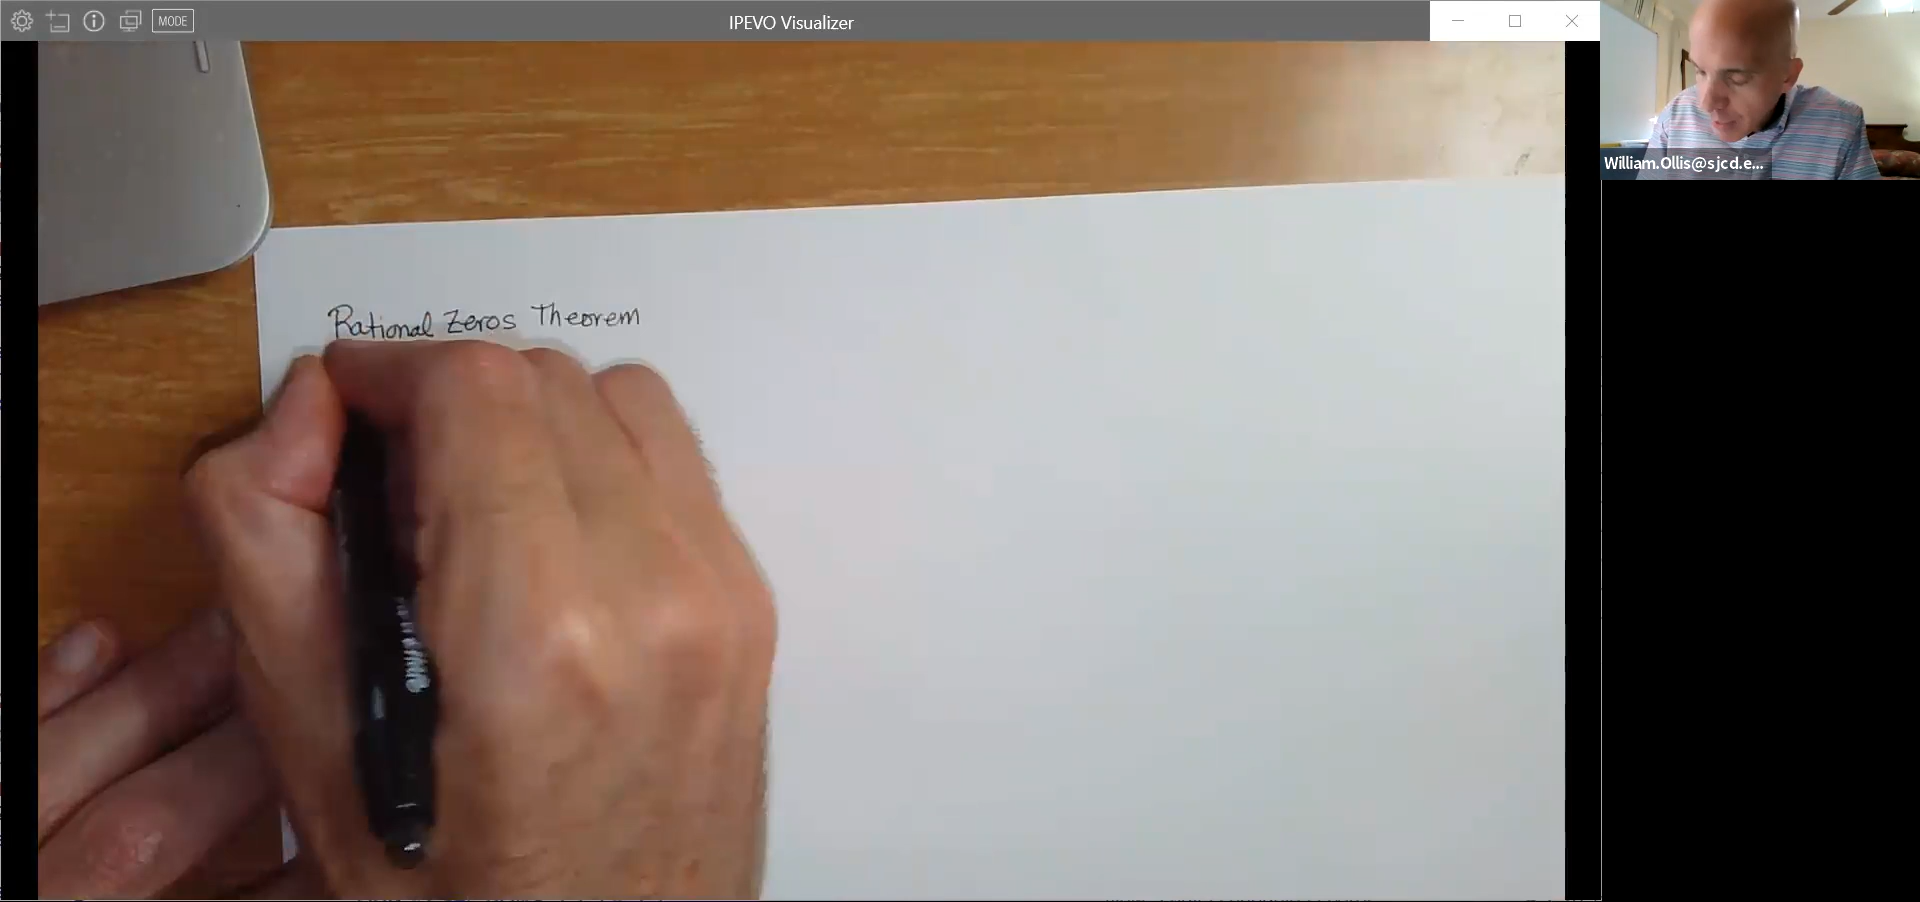 MODE
IPEVO Visualizer
William.Ollis@sjcd.e...
Rational Zeros Theorem